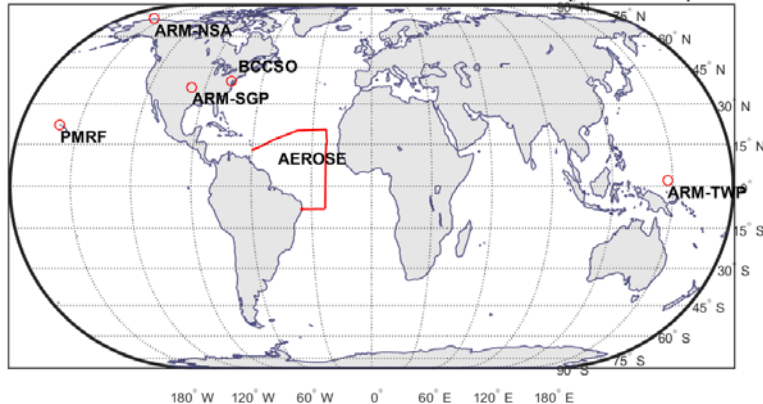 75° N
ARM-NSA
60° N
BCCSO
45° N
ARM-SGP
30° N
PMRF
15° N
AEROSE
0°
ARM-TWP
15° S
30° S
45° S
60° S
75° S
90° S
180° W 120° W 60° W 0° 60° E 120° E 180° E